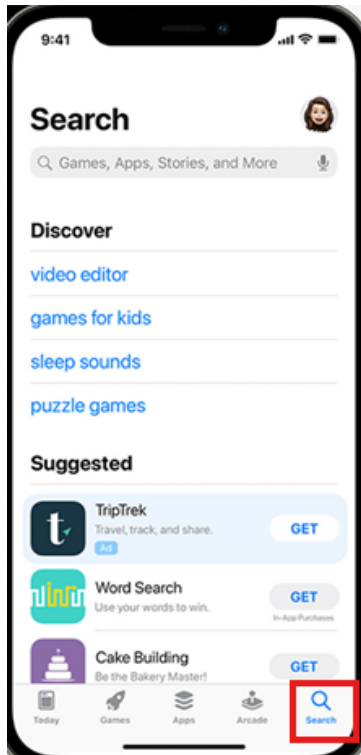 9:41
Search
Games, Apps, Stories, and More
Discover
video editor
games for kids
sleep sounds
puzzle games
Suggested
t
TripTrek
Travel, track, and share.
Ad
GET
Word Search
Use your words to win.
GET
In-App Purchases
Cake Building
Be the Bakery Master!
GET
Today
Games
Apps
Arcade
Search